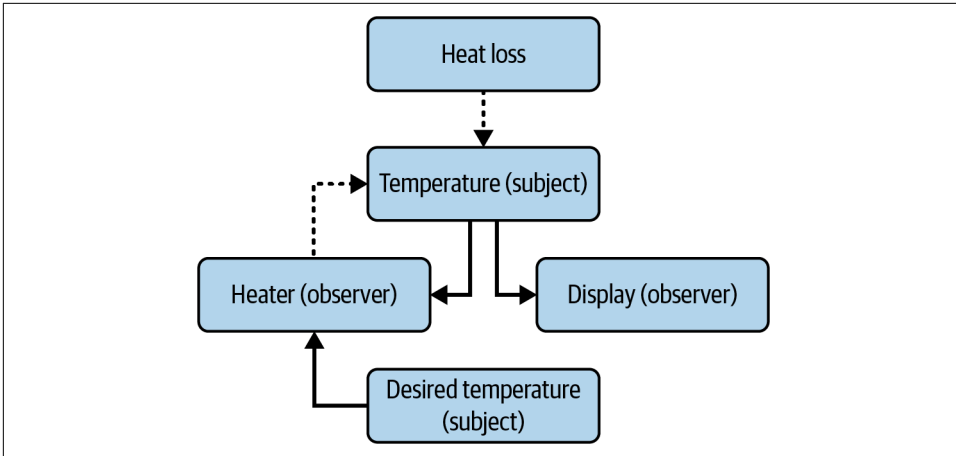 Heat loss
Temperature (subject)
Heater (observer)
Display (observer)
Desired temperature
(subject)